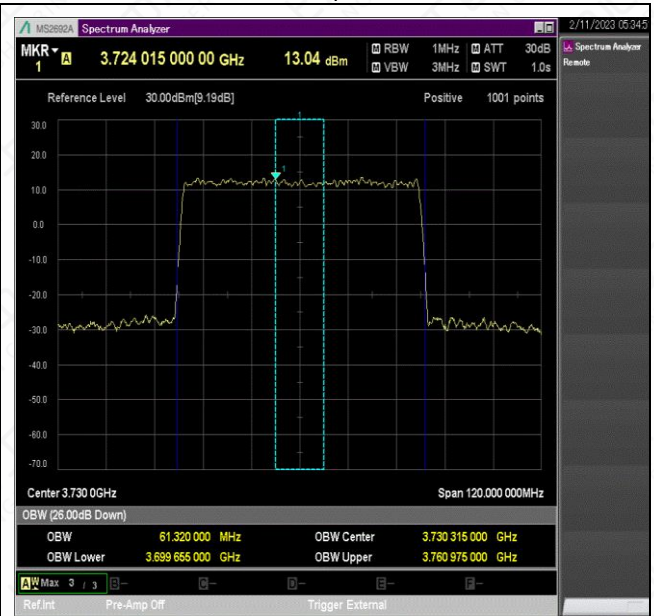 MS2692A Spectrum Analyzer 2/11/2023 05:345
MKR 1 A 3.724 015 000 00 GHz 13.04 dBm M RBW 1MHz M ATT 30dB
M VBW 3MHz M SWT 1.0s
Spectrum Analyzer
Remote
Reference Level 30.00dBm[9.19dB] Positive 1001 points
1
30.0
20.0
1
10.0
0.0
-10.0
-20.0
-30.0
-40.0
-50.0
-60.0
-70.0
Center 3.730 0GHz Span 120.000 000MHz
OBW (26.00dB Down)
OBW 61.320 000 MHz OBW Center 3.730 315 000 GHz
OBW Lower 3.699 655 000 GHz OBW Upper 3.760 975 000 GHz
A W Max 3 / 3 B- C- D- E- F-
Ref.Int Pre-Amp Off Trigger External